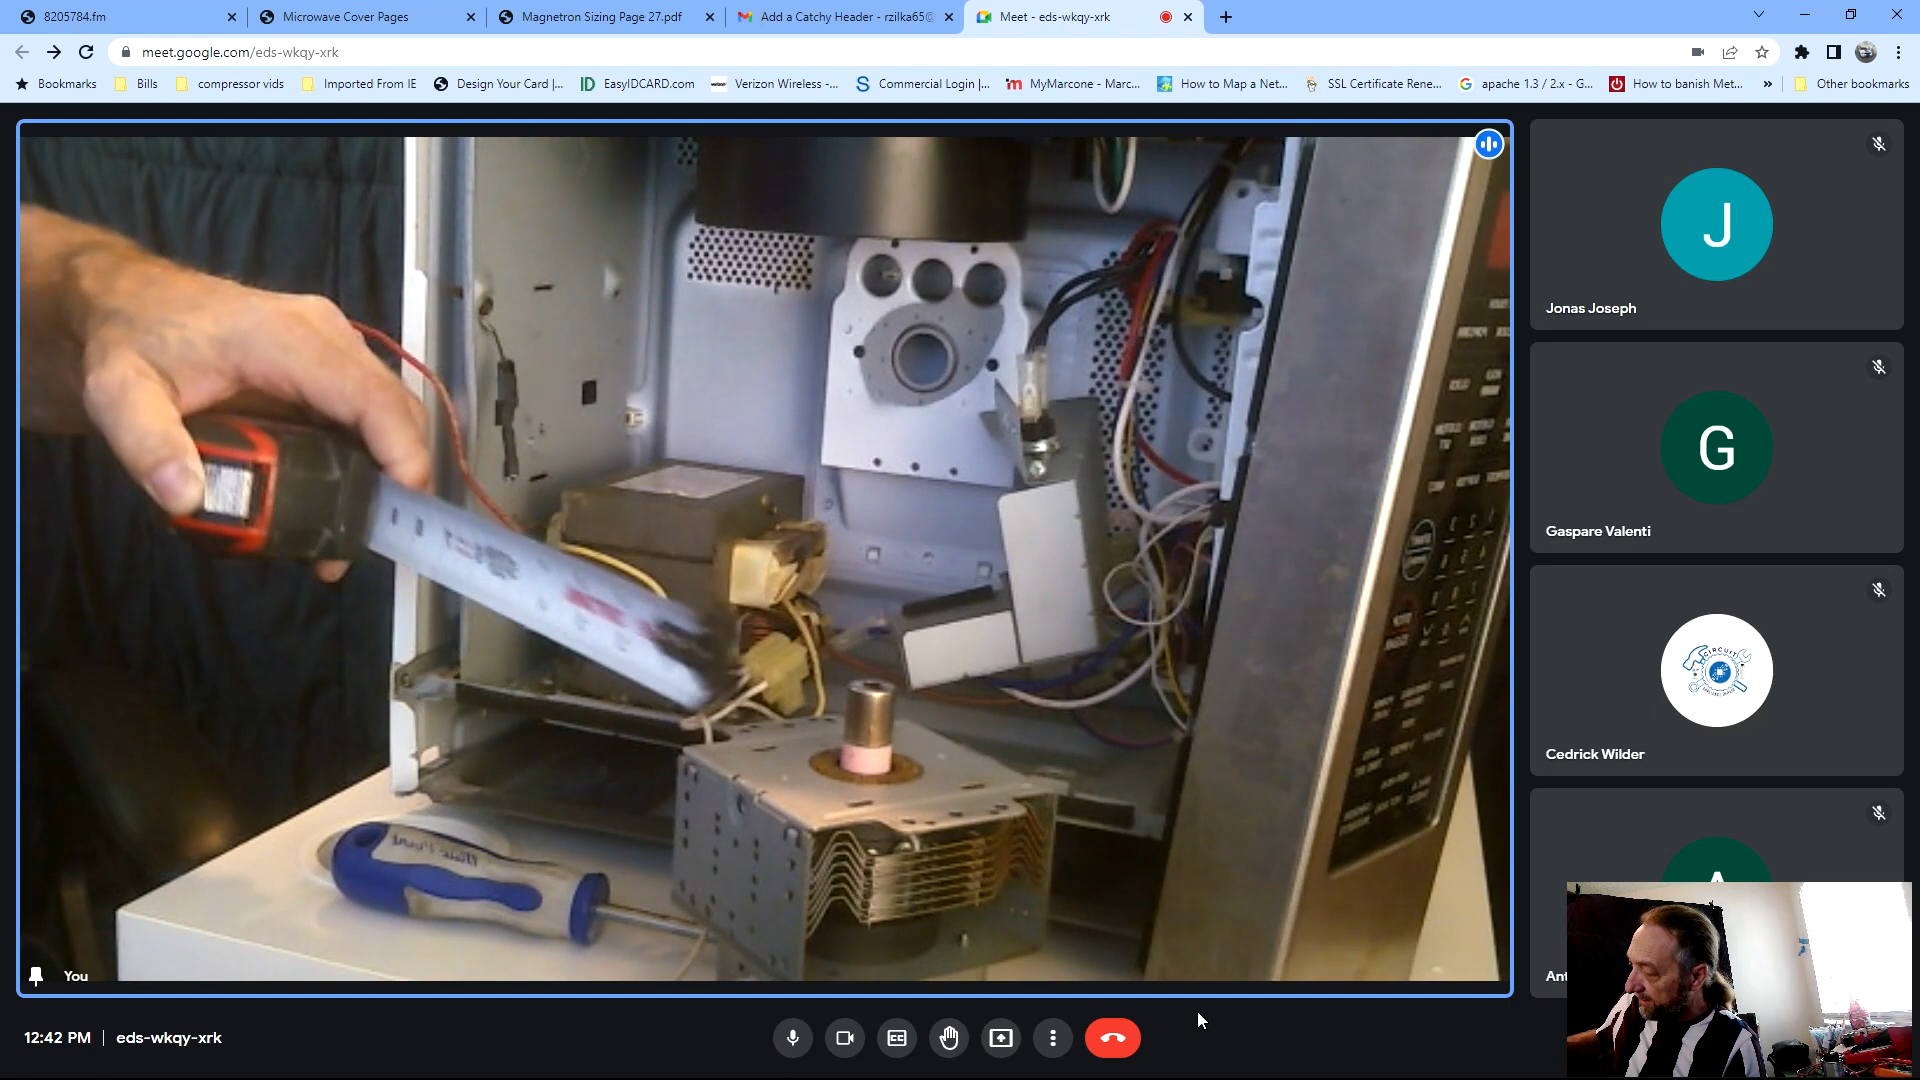 8205784.fm
Microwave Cover Pages
Magnetron Sizing Page 27.pdf
Add a Catchy Header - rzilka65@
Meet - eds-wkqy-xrk
meet.google.com/eds-wkqy-xrk
Bookmarks
Bills
compressor vids
Imported From IE
Design Your Card |...
EasyIDCARD.com
Verizon Wireless -...
Commercial Login |...
MyMarcone - Marc...
How to Map a Net...
SSL Certificate Rene...
apache 1.3 / 2.x - G...
How to banish Met...
»
Other bookmarks
J
Jonas Joseph
G
Gaspare Valenti
CIRCUIT
Cedrick Wilder
Ant
You
12:42 PM | eds-wkqy-xrk